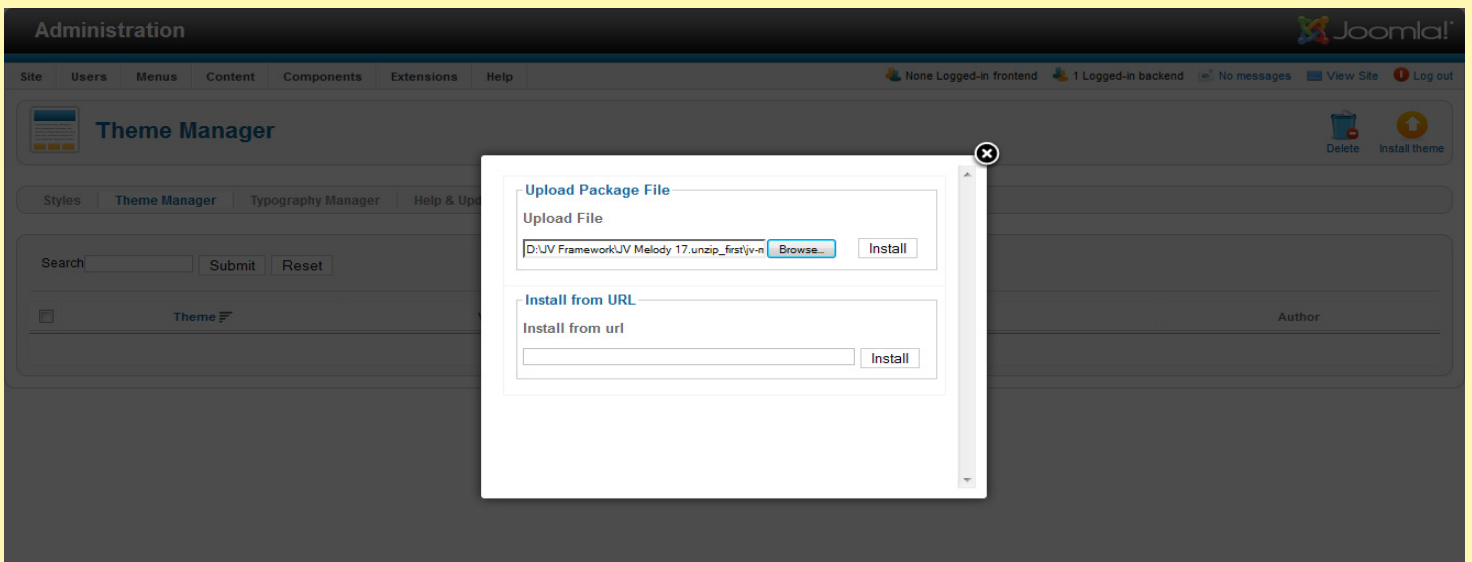 Administration
Joomla!
Site Users Menus Content Components Extensions Help
None Logged-in frontend 1 Logged-in backend No messages View Site Log out
Theme Manager
Delete Install theme
Styles Theme Manager Typography Manager Help & Upd
Search Submit Reset
Theme Author
Upload Package File
Upload File
D:\JV Framework\JV Melody 17.unzip_first\jv-n Browse... Install
Install from URL
Install from url
Install